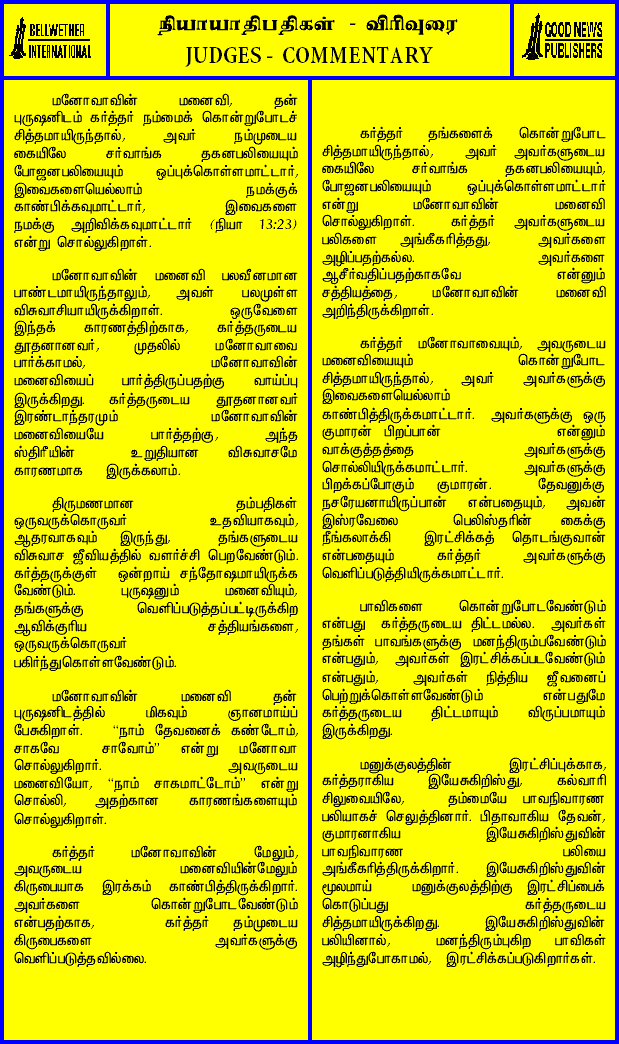 BELLWETHER
INTERNATIONAL
நியாயாதிபதிகள் - விரிவுரை
JUDGES - COMMENTARY
GOOD NEWS
PUBLISHERS
மனோவாவின் மனைவி, தன்
புருஷனிடம் கர்த்தர் நம்மைக் கொன்றுபோடச்
சித்தமாயிருந்தால், அவர் நம்முடைய
கையிலே சர்வாங்க தகனபலியையும்
போஜனபலியையும் ஒப்புக்கொள்ளமாட்டார்,
இவைகளையெல்லாம் நமக்குக்
காண்பிக்கவுமாட்டார், இவைகளை
நமக்கு அறிவிக்கவுமாட்டார் (நியா 13:23)
என்று சொல்லுகிறாள்.
மனோவாவின் மனைவி பலவீனமான
பாண்டமாயிருந்தாலும், அவள் பலமுள்ள
விசுவாசியாயிருக்கிறாள். ஒருவேளை
இந்தக் காரணத்திற்காக, கர்த்தருடைய
தூதனானவர், முதலில் மனோவாவை
பார்க்காமல், மனோவாவின்
மனைவியைப் பார்த்திருப்பதற்கு வாய்ப்பு
இருக்கிறது. கர்த்தருடைய தூதனானவர்
இரண்டாந்தரமும் மனோவாவின்
மனைவியையே பார்த்தற்கு, அந்த
ஸ்திரீயின் உறுதியான விசுவாசமே
காரணமாக இருக்கலாம்.
திருமணமான தம்பதிகள்
ஒருவருக்கொருவர் உதவியாகவும்,
ஆதரவாகவும் இருந்து, தங்களுடைய
விசுவாச ஜீவியத்தில் வளர்ச்சி பெறவேண்டும்.
கர்த்தருக்குள் ஒன்றாய் சந்தோஷமாயிருக்க
வேண்டும். புருஷனும் மனைவியும்,
தங்களுக்கு வெளிப்படுத்தப்பட்டிருக்கிற
ஆவிக்குரிய சத்தியங்களை,
ஒருவருக்கொருவர்
பகிர்ந்துகொள்ளவேண்டும்.
மனோவாவின் மனைவி தன்
புருஷனிடத்தில் மிகவும் ஞானமாய்ப்
பேசுகிறாள். “நாம் தேவனைக் கண்டோம்,
சாகவே சாவோம்” என்று மனோவா
சொல்லுகிறார். அவருடைய
மனைவியோ, “நாம் சாகமாட்டோம்” என்று
சொல்லி, அதற்கான காரணங்களையும்
சொல்லுகிறாள்.
கர்த்தர் மனோவாவின் மேலும்,
அவருடைய மனைவியின்மேலும்
கிருபையாக இரக்கம் காண்பித்திருக்கிறார்.
அவர்களை கொன்றுபோடவேண்டும்
என்பதற்காக, கர்த்தர் தம்முடைய
கிருபைகளை அவர்களுக்கு
வெளிப்படுத்தவில்லை.
கர்த்தர் தங்களைக் கொன்றுபோட
சித்தமாயிருந்தால், அவர் அவர்களுடைய
கையிலே சர்வாங்க தகனபலியையும்,
போஜனபலியையும் ஒப்புக்கொள்ளமாட்டார்
என்று மனோவாவின் மனைவி
சொல்லுகிறாள். கர்த்தர் அவர்களுடைய
பலிகளை அங்கீகரித்தது, அவர்களை
அழிப்பதற்கல்ல. அவர்களை
ஆசீர்வதிப்பதற்காகவே என்னும்
சத்தியத்தை, மனோவாவின் மனைவி
அறிந்திருக்கிறாள்.
கர்த்தர் மனோவாவையும், அவருடைய
மனைவியையும் கொன்றுபோட
சித்தமாயிருந்தால், அவர் அவர்களுக்கு
இவைகளையெல்லாம்
காண்பித்திருக்கமாட்டார். அவர்களுக்கு ஒரு
குமாரன் பிறப்பான் என்னும்
வாக்குத்தத்தை அவர்களுக்கு
சொல்லியிருக்கமாட்டார். அவர்களுக்கு
பிறக்கப்போகும் குமாரன். தேவனுக்கு
நசரேயனாயிருப்பான் என்பதையும், அவன்
இஸ்ரவேலை பெலிஸ்தரின் கைக்கு
நீங்கலாக்கி இரட்சிக்கத் தொடங்குவான்
என்பதையும் கர்த்தர் அவர்களுக்கு
வெளிப்படுத்தியிருக்கமாட்டார்.
பாவிகளை கொன்றுபோடவேண்டும்
என்பது கர்த்தருடைய திட்டமல்ல. அவர்கள்
தங்கள் பாவங்களுக்கு மனந்திரும்பவேண்டும்
என்பதும், அவர்கள் இரட்சிக்கப்படவேண்டும்
என்பதும், அவர்கள் நித்திய ஜீவனைப்
பெற்றுக்கொள்ளவேண்டும் என்பதுமே
கர்த்தருடைய திட்டமாயும் விருப்பமாயும்
இருக்கிறது.
மனுக்குலத்தின் இரட்சிப்புக்காக,
கர்த்தராகிய இயேசுகிறிஸ்து, கல்வாரி
சிலுவையிலே, தம்மையே பாவநிவாரண
பலியாகச் செலுத்தினார். பிதாவாகிய தேவன்,
குமாரனாகிய இயேசுகிறிஸ்துவின்
பாவநிவாரண பலியை
அங்கீகரித்திருக்கிறார். இயேசுகிறிஸ்துவின்
மூலமாய் மனுக்குலத்திற்கு இரட்சிப்பைக்
கொடுப்பது கர்த்தருடைய
சித்தமாயிருக்கிறது. இயேசுகிறிஸ்துவின்
பலியினால், மனந்திரும்புகிற பாவிகள்
அழிந்துபோகாமல், இரட்சிக்கப்படுகிறார்கள்.